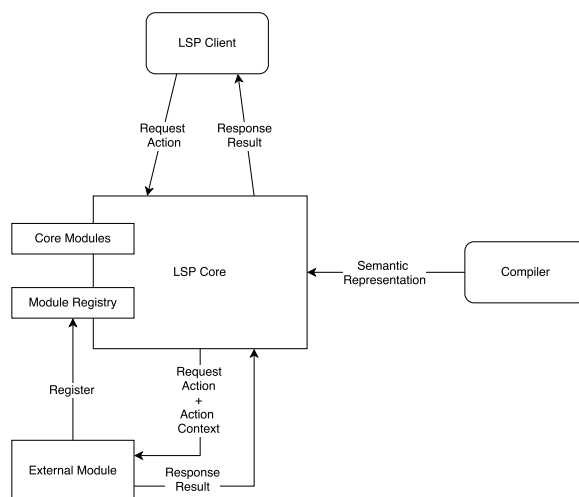 LSP Client
Request
Action
Response
Result
Core Modules
LSP Core
Module Registry
Semantic
Representation
Compiler
Register
Request
Action
+
Action
Context
External Module
Response
Result